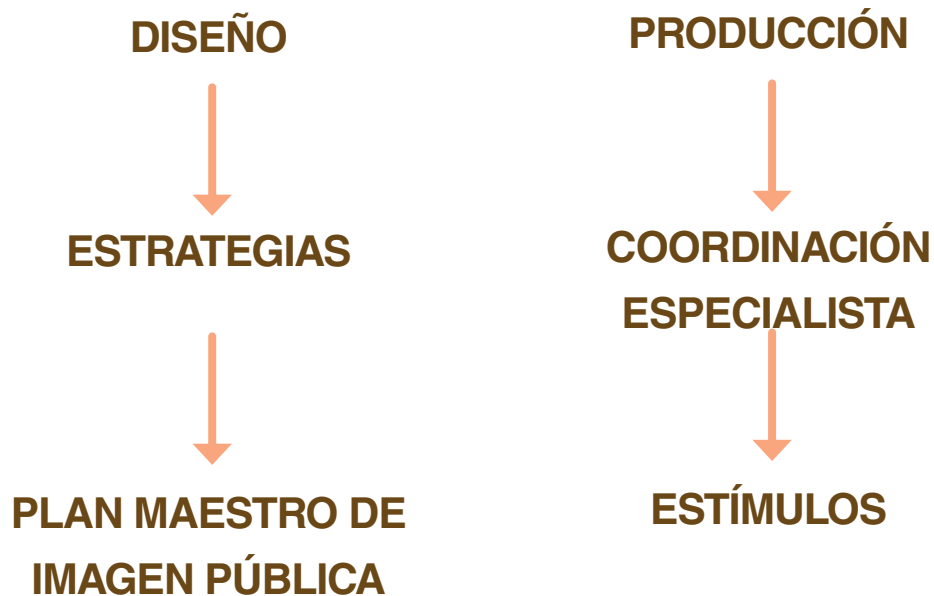 DISEÑO
ESTRATEGIAS
PLAN MAESTRO DE
IMAGEN PÚBLICA
PRODUCCIÓN
COORDINACIÓN
ESPECIALISTA
ESTÍMULOS